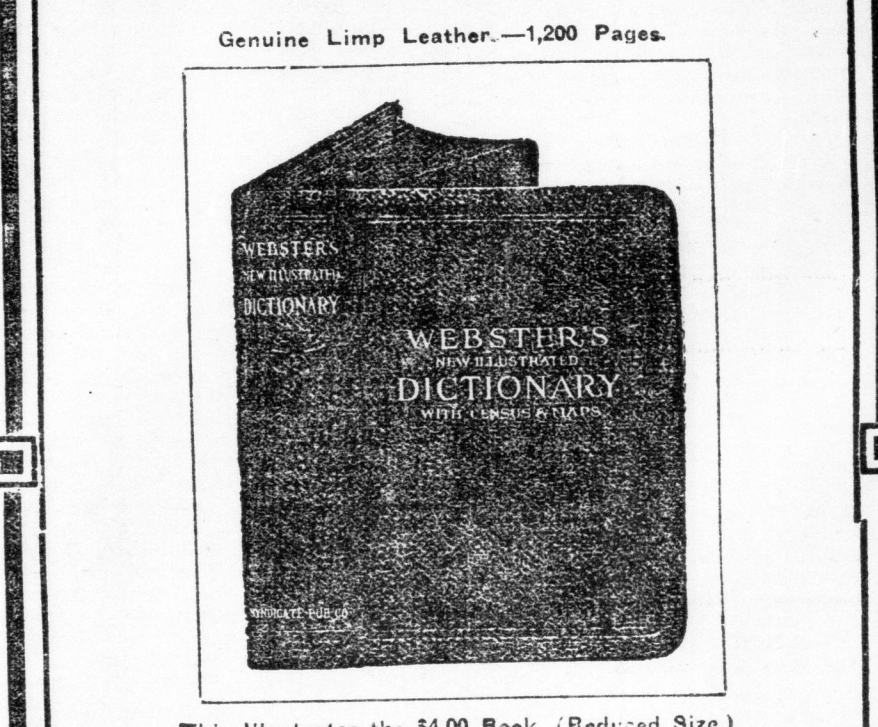 Genuine Limp Leather.—1,200 Pages.
WEBSTER'S
NEW ILLUSTRATED
DICTIONARY
WEBSTER'S
NEW ILLUSTRATED
DICTIONARY
WITH CENSUS & MAPS
SYNDICATE PUB. CO
This Illustrates the $4.00 Book (Reduced Size.)